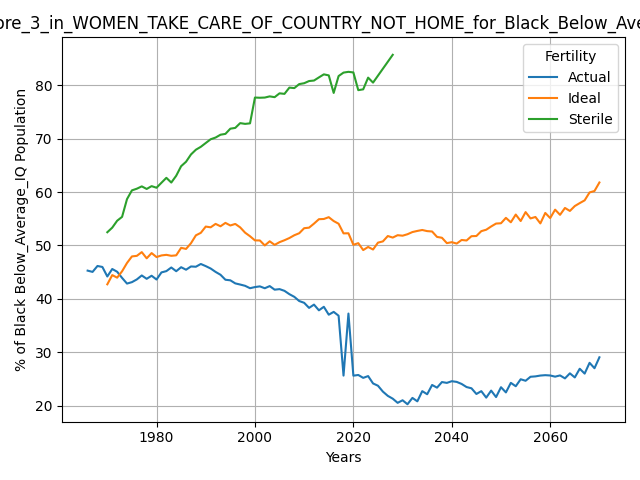 ore_3_in_WOMEN_TAKE_CARE_OF_COUNTRY_NOT_HOME_for_Black_Below_Ave
Fertility
Actual
Ideal
Sterile
% of Black Below_Average_IQ Population
80
70
60
50
40
30
20
1980 2000 2020 2040 2060
Years